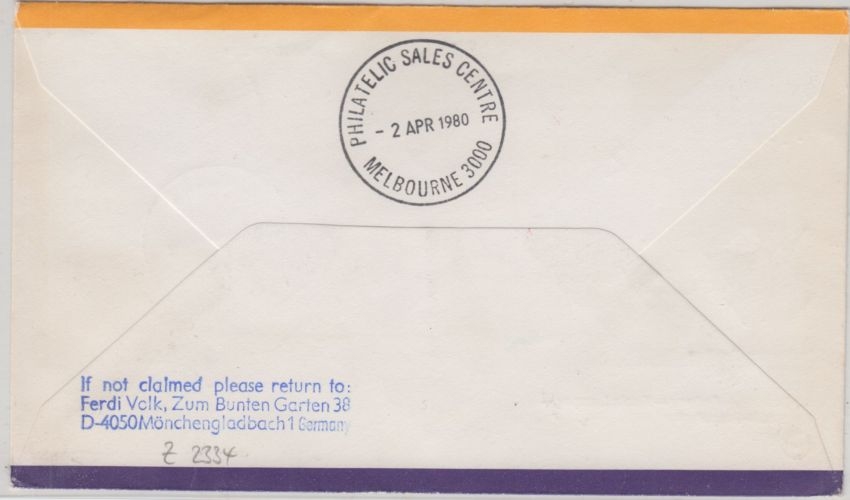 PHILATELIC SALES CENTRE
- 2 APR 1980
MELBOURNE 3000
If not claimed please return to:
Ferdi Volk, Zum Bunten Garten 38
D-4050 Mönchengladbach 1 Germany
Z 2334